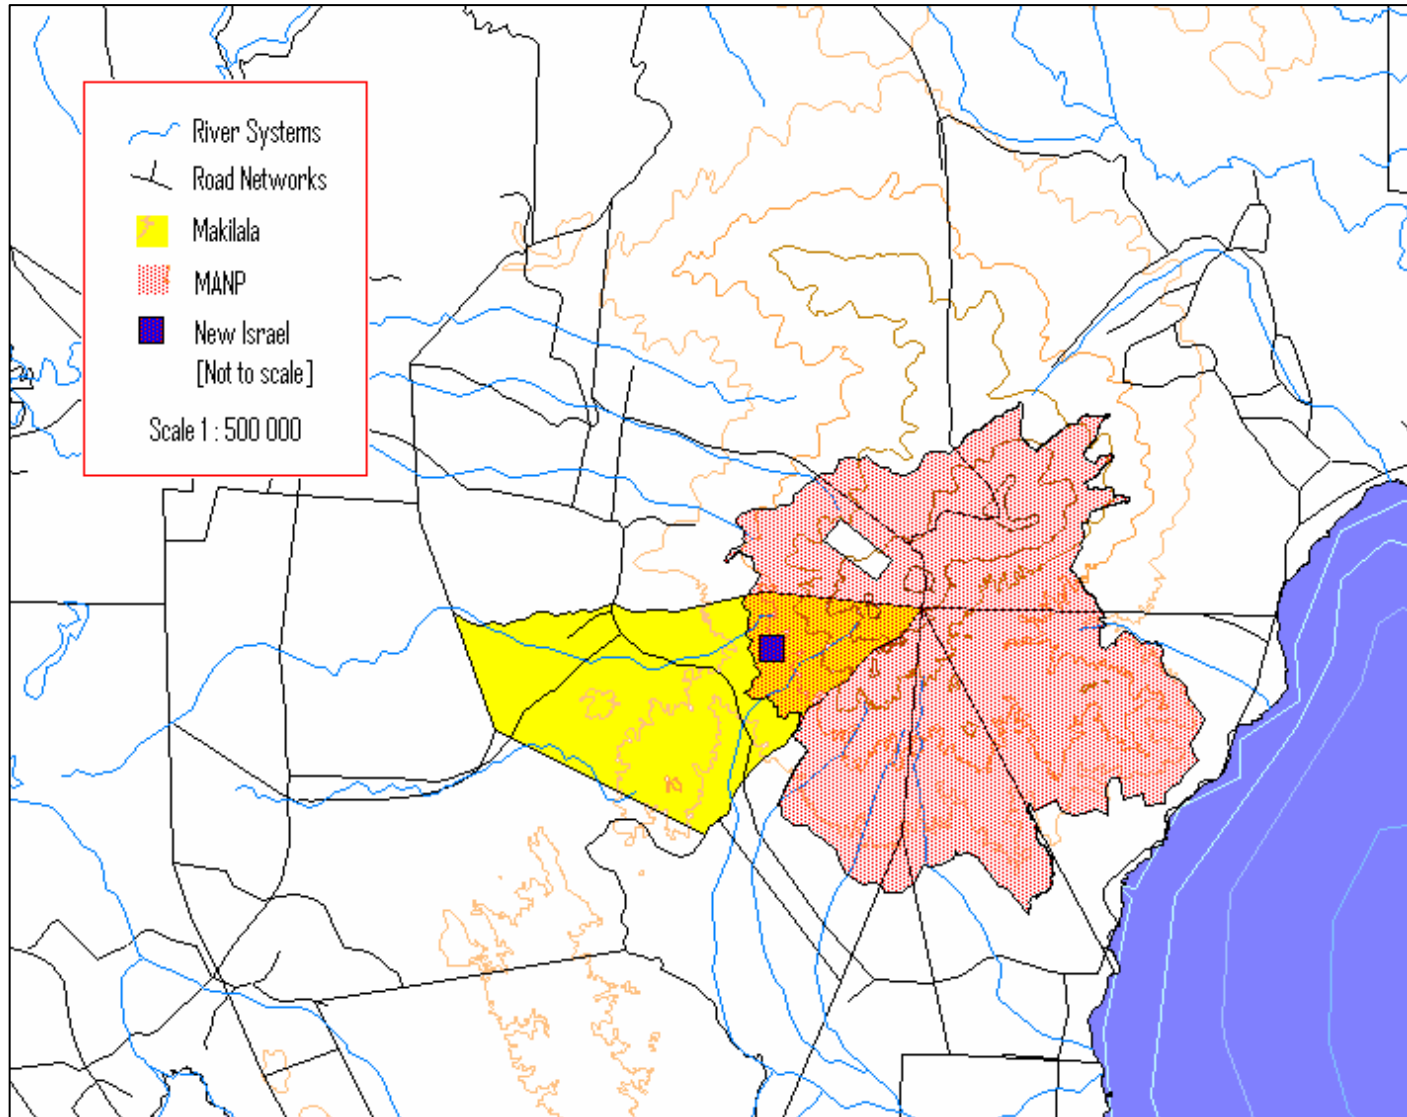 River Systems
Road Networks
Makilala
MANP
New Israel
[Not to scale]
Scale 1 : 500 000